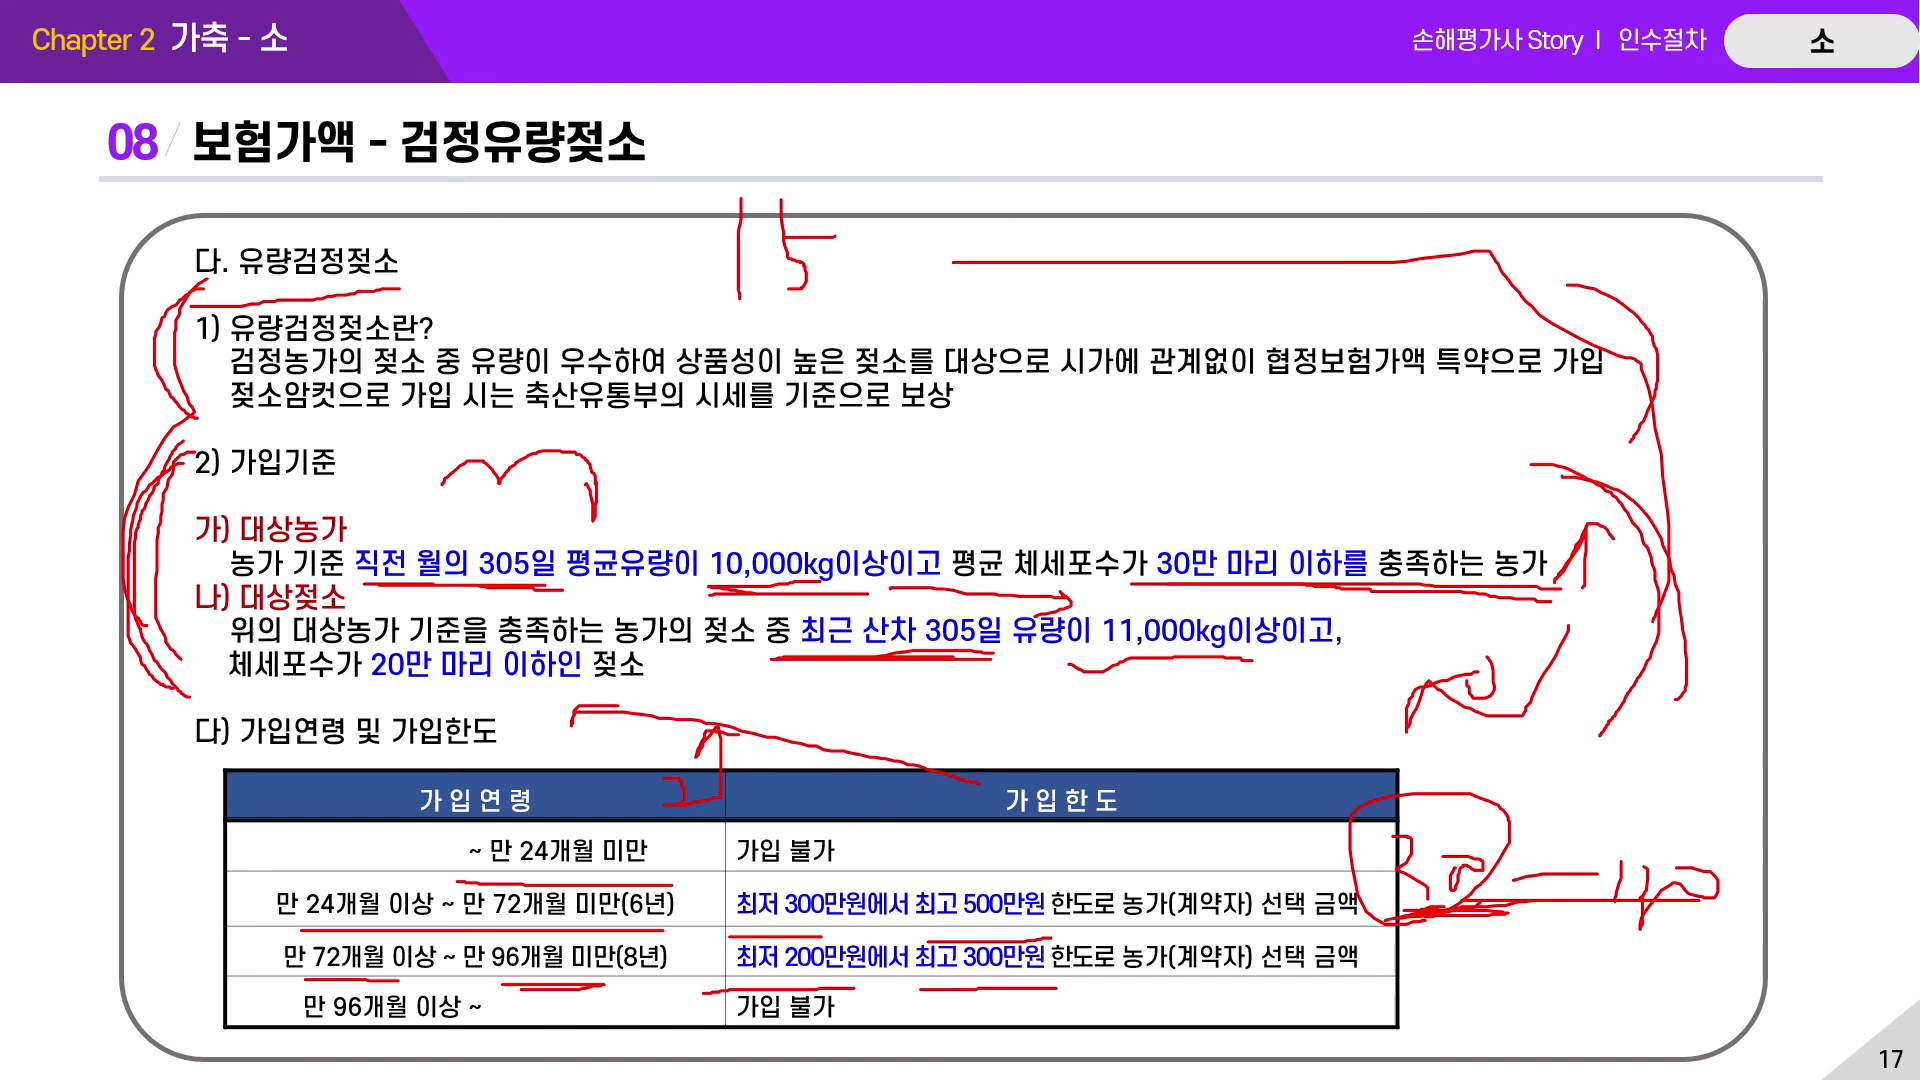 Chapter 2 가축 - 소
손해평가사 Story ㅣ 인수절차
소
08 / 보험가액 - 검정유량젖소
15
다. 유량검정젖소
1) 유량검정젖소란?
검정농가의 젖소 중 유량이 우수하여 상품성이 높은 젖소를 대상으로 시가에 관계없이 협정보험가액 특약으로 가입
젖소암컷으로 가입 시는 축산유통부의 시세를 기준으로 보상
2) 가입기준
가) 대상농가
농가 기준 직전 월의 305일 평균유량이 10,000kg이상이고 평균 체세포수가 30만 마리 이하를 충족하는 농가
나) 대상젖소
위의 대상농가 기준을 충족하는 농가의 젖소 중 최근 산차 305일 유량이 11,000kg이상이고,
체세포수가 20만 마리 이하인 젖소
다) 가입연령 및 가입한도
가 입 연 령 가 입 한 도
~ 만 24개월 미만 가입 불가
만 24개월 이상 ~ 만 72개월 미만(6년) 최저 300만원에서 최고 500만원 한도로 농가(계약자) 선택 금액
만 72개월 이상 ~ 만 96개월 미만(8년) 최저 200만원에서 최고 300만원 한도로 농가(계약자) 선택 금액
만 96개월 이상 ~ 가입 불가
17